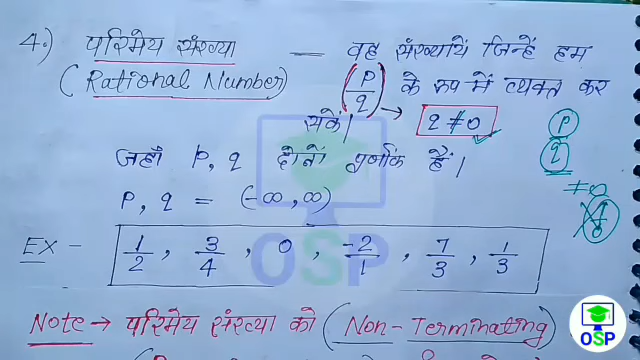 4.) परिमेय संख्या — वह संख्यायें जिन्हें हम
(Rational Number) (P/q) के रूप में व्यक्त कर
सकें। → q ≠ 0
जहाँ P, q दोनों पूर्णांक हैं।
P, q = (-∞, ∞)
P/q
≠0
EX - 1/2, 3/4, 0, -2/1, 7/3, 1/3
Note → परिमेय संख्या को (Non-Terminating)
OSP
OSP